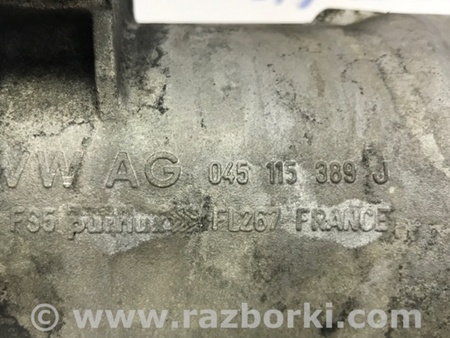 VW AG 045 115 389 J
F35 purflux FL267 FRANCE
© www.razborki.com